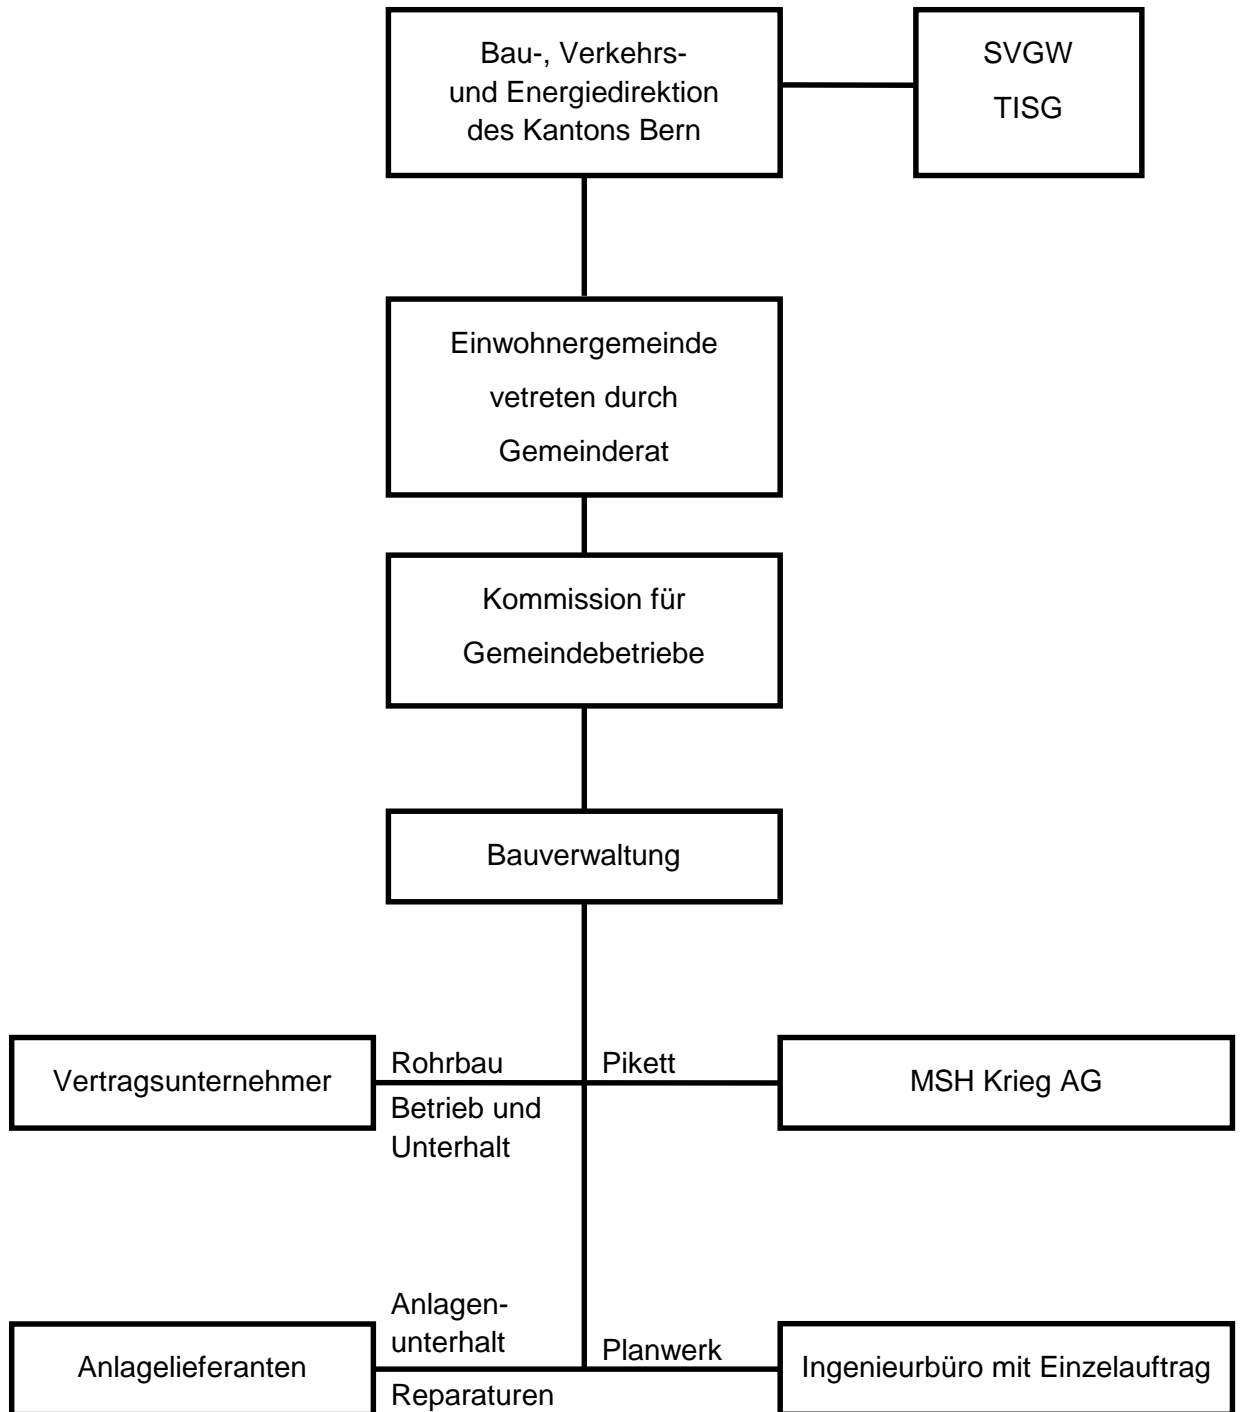 Bau-, Verkehrs-
und Energiedirektion
des Kantons Bern
SVGW
TISG
Einwohnergemeinde
vetreten durch
Gemeinderat
Kommission für
Gemeindebetriebe
Bauverwaltung
Vertragsunternehmer
Rohrbau
Betrieb und
Unterhalt
Pikett
MSH Krieg AG
Anlagelieferanten
Anlagen-
unterhalt
Reparaturen
Planwerk
Ingenieurbüro mit Einzelauftrag